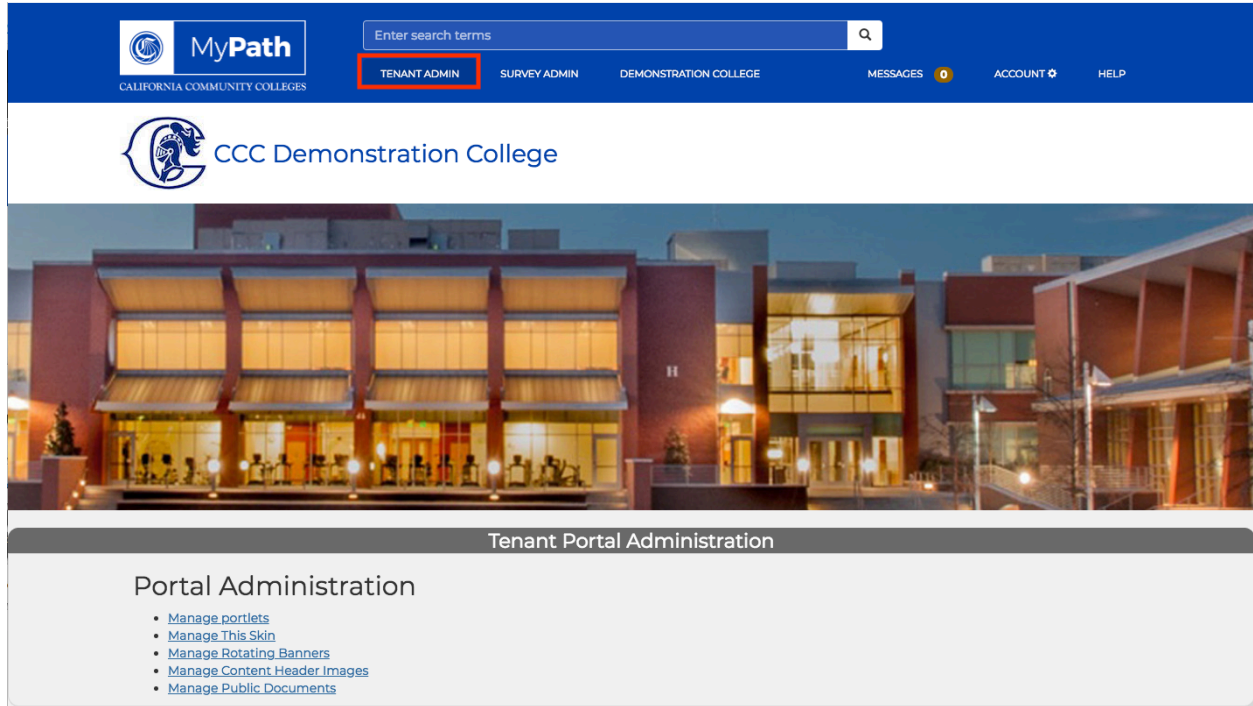 MyPath
CALIFORNIA COMMUNITY COLLEGES
Enter search terms
TENANT ADMIN SURVEY ADMIN DEMONSTRATION COLLEGE MESSAGES 0 ACCOUNT HELP
C CCC Demonstration College
H
Tenant Portal Administration
Portal Administration
• Manage portlets
• Manage This Skin
• Manage Rotating Banners
• Manage Content Header Images
• Manage Public Documents